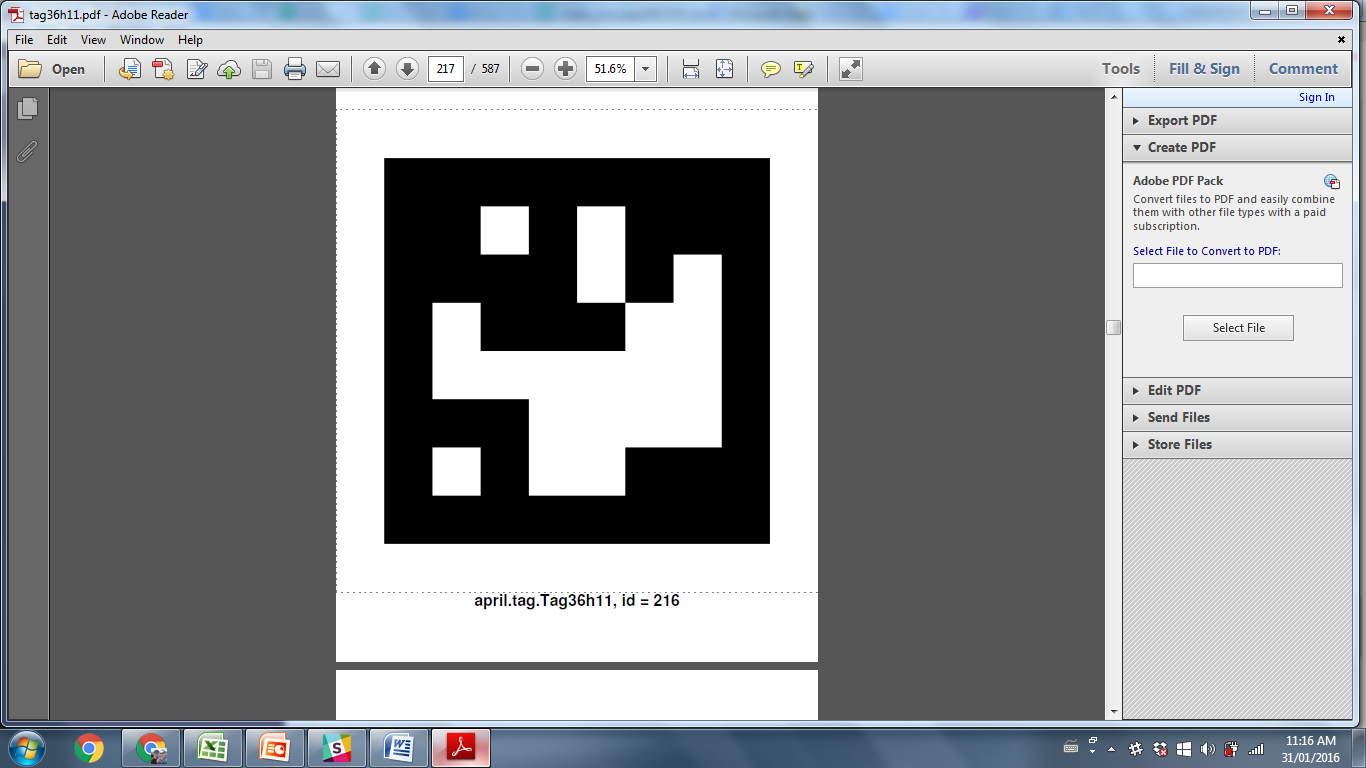 tag36h11.pdf - Adobe Reader
File Edit View Window Help
Open 217 / 587 51.6% Tools Fill & Sign Comment
Sign In
Export PDF
Create PDF
Adobe PDF Pack
Convert files to PDF and easily combine
them with other file types with a paid
subscription.
Select File to Convert to PDF:
Select File
Edit PDF
Send Files
Store Files
april.tag.Tag36h11, id = 216
11:16 AM
31/01/2016